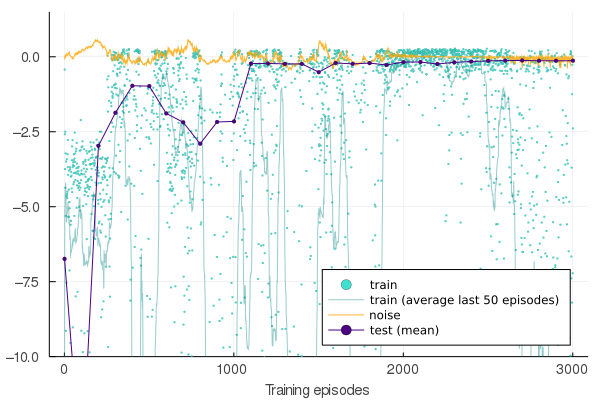 0.0
−2.5
−5.0
−7.5
−10.0
train
train (average last 50 episodes)
noise
test (mean)
0 1000 2000 3000
Training episodes